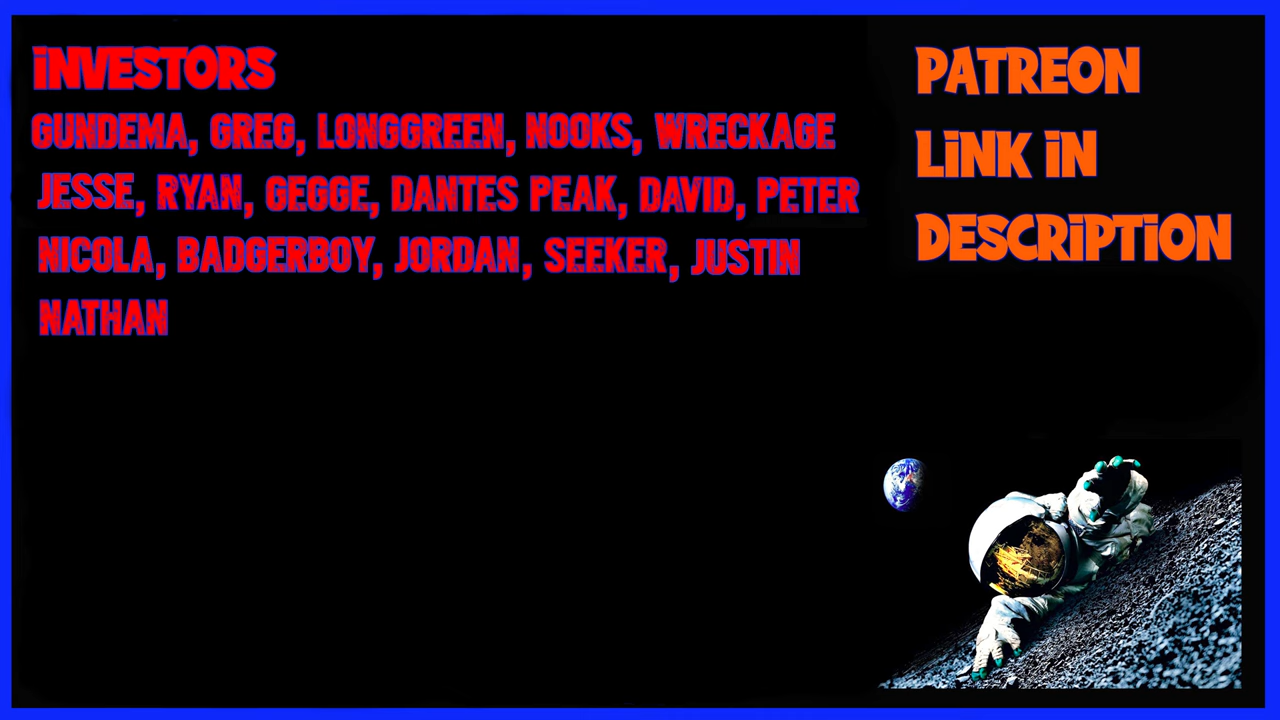 iNVESTORS
GUNDEMA, GREG, LONGGREEN, NOOKS, WRECKAGE
JESSE, RYAN, GEGGE, DANTES PEAK, DAVID, PETER
NICOLA, BADGERBOY, JORDAN, SEEKER, JUSTIN
NATHAN
PATREON
LiNK iN
DESCRiPTiON